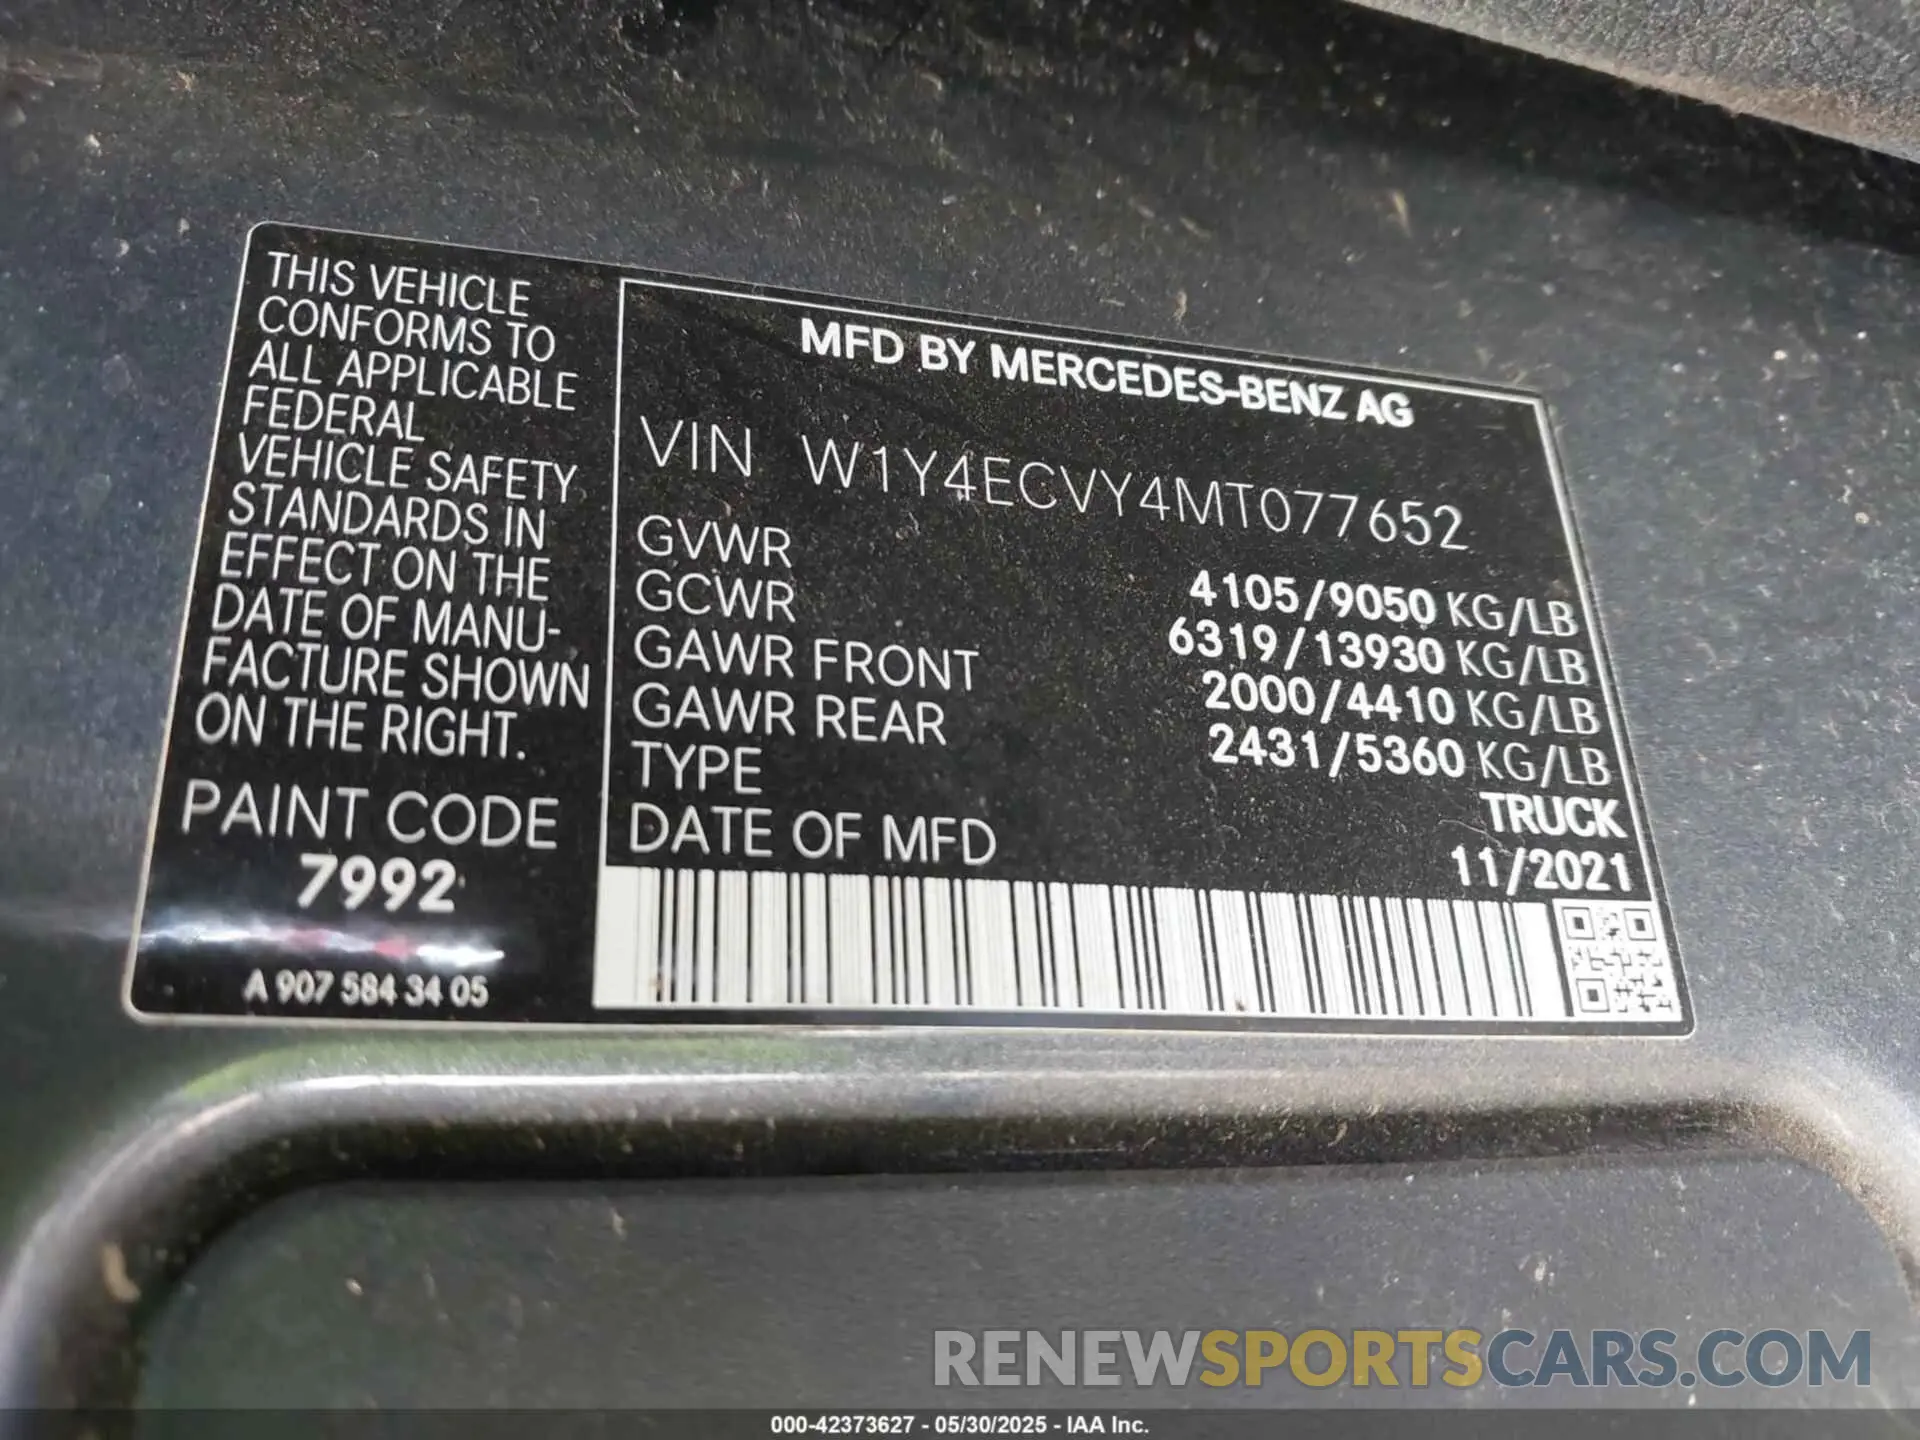 THIS VEHICLE
CONFORMS TO
ALL APPLICABLE
FEDERAL
VEHICLE SAFETY
STANDARDS IN
EFFECT ON THE
DATE OF MANU-
FACTURE SHOWN
ON THE RIGHT.
PAINT CODE
7992
A 907 584 34 05
MFD BY MERCEDES-BENZ AG
VIN W1Y4ECVY4MT077652
GVWR 4105/9050 KG/LB
GCWR 6319/13930 KG/LB
GAWR FRONT 2000/4410 KG/LB
GAWR REAR 2431/5360 KG/LB
TYPE TRUCK
DATE OF MFD 11/2021
RENEWSPORTSCARS.COM
000-42373627 - 05/30/2025 - IAA Inc.